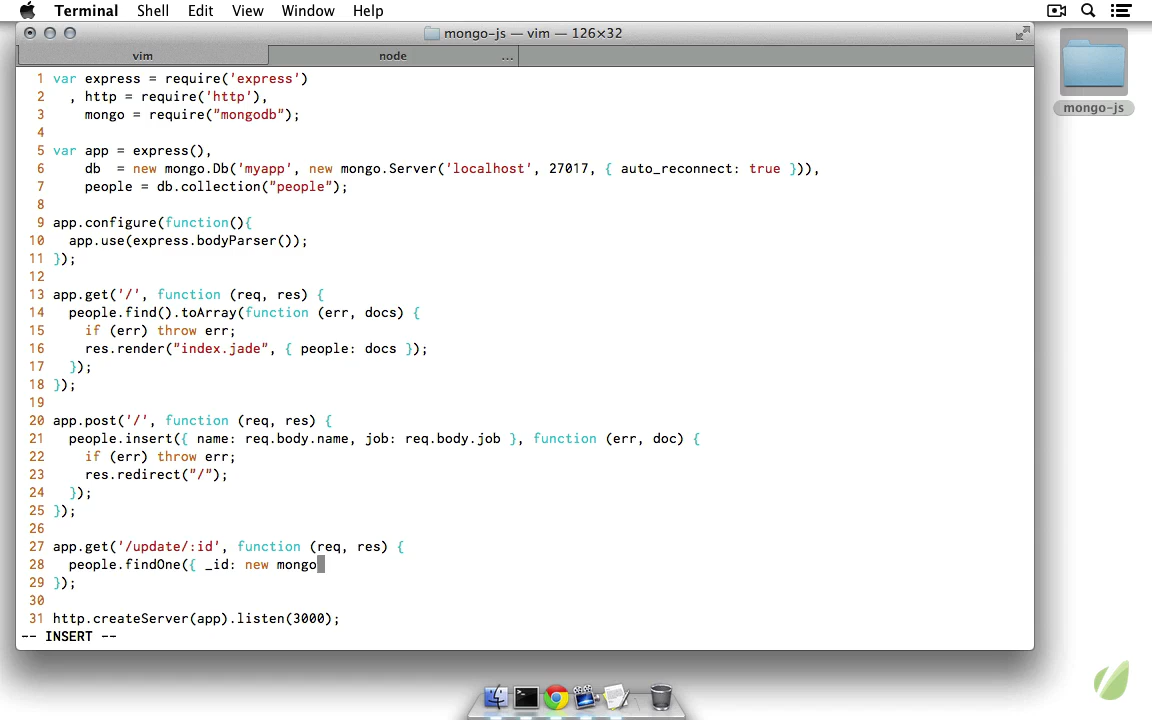 Terminal Shell Edit View Window Help
mongo-js — vim — 126×32
vim node ...
mongo-js
1 var express = require('express')
2   , http = require('http'),
3     mongo = require("mongodb");
4
5 var app = express(),
6     db  = new mongo.Db('myapp', new mongo.Server('localhost', 27017, { auto_reconnect: true })),
7     people = db.collection("people");
8
9 app.configure(function(){
10   app.use(express.bodyParser());
11 });
12
13 app.get('/', function (req, res) {
14   people.find().toArray(function (err, docs) {
15     if (err) throw err;
16     res.render("index.jade", { people: docs });
17   });
18 });
19
20 app.post('/', function (req, res) {
21   people.insert({ name: req.body.name, job: req.body.job }, function (err, doc) {
22     if (err) throw err;
23     res.redirect("/");
24   });
25 });
26
27 app.get('/update/:id', function (req, res) {
28   people.findOne({ _id: new mongo
29 });
30
31 http.createServer(app).listen(3000);
-- INSERT --